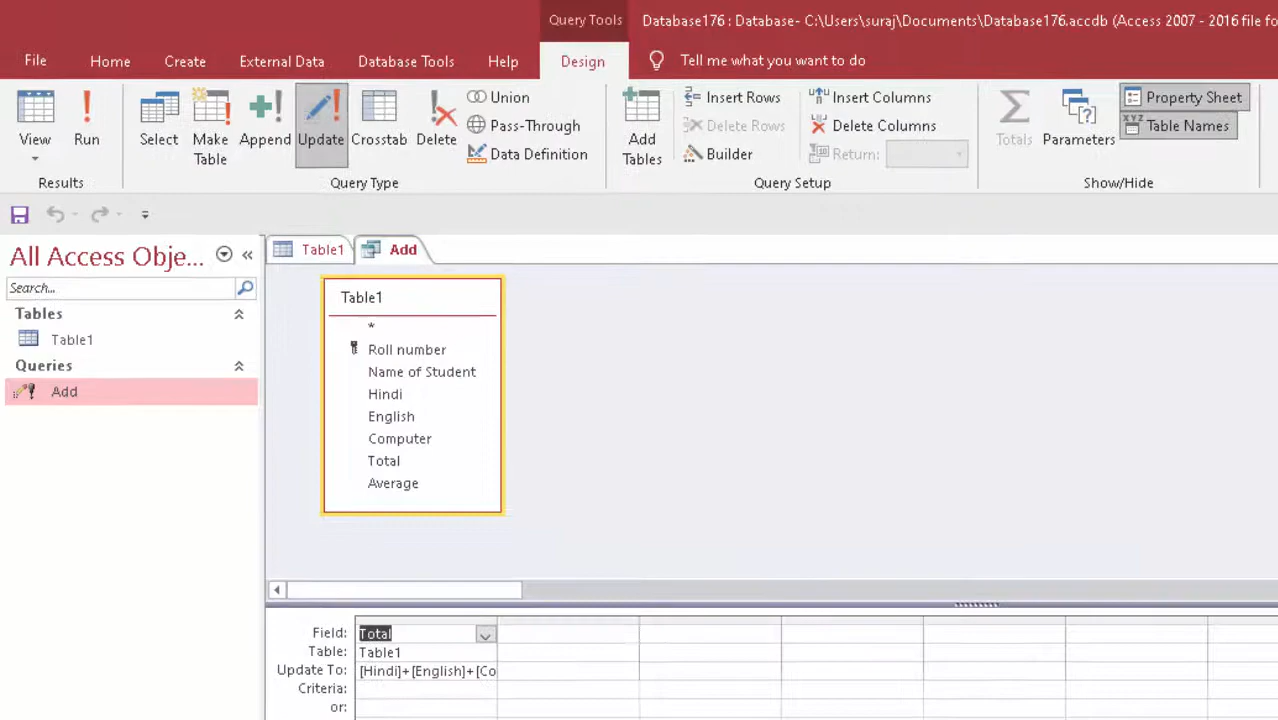 Query Tools
Database176 : Database- C:\Users\suraj\Documents\Database176.accdb (Access 2007 - 2016 file fo
File
Home
Create
External Data
Database Tools
Help
Design
Tell me what you want to do
View
Run
Select
Make
Table
Append
Update
Crosstab
Delete
Union
Pass-Through
Data Definition
Add
Tables
Insert Rows
Delete Rows
Builder
Insert Columns
Delete Columns
Return:
Totals
Parameters
Property Sheet
XYZ Table Names
Results
Query Type
Query Setup
Show/Hide
All Access Obje...
Search...
Tables
Table1
Queries
Add
Table1
Add
Table1
*
Roll number
Name of Student
Hindi
English
Computer
Total
Average
Field: Total
Table: Table1
Update To: [Hindi]+[English]+[Co
Criteria:
or: